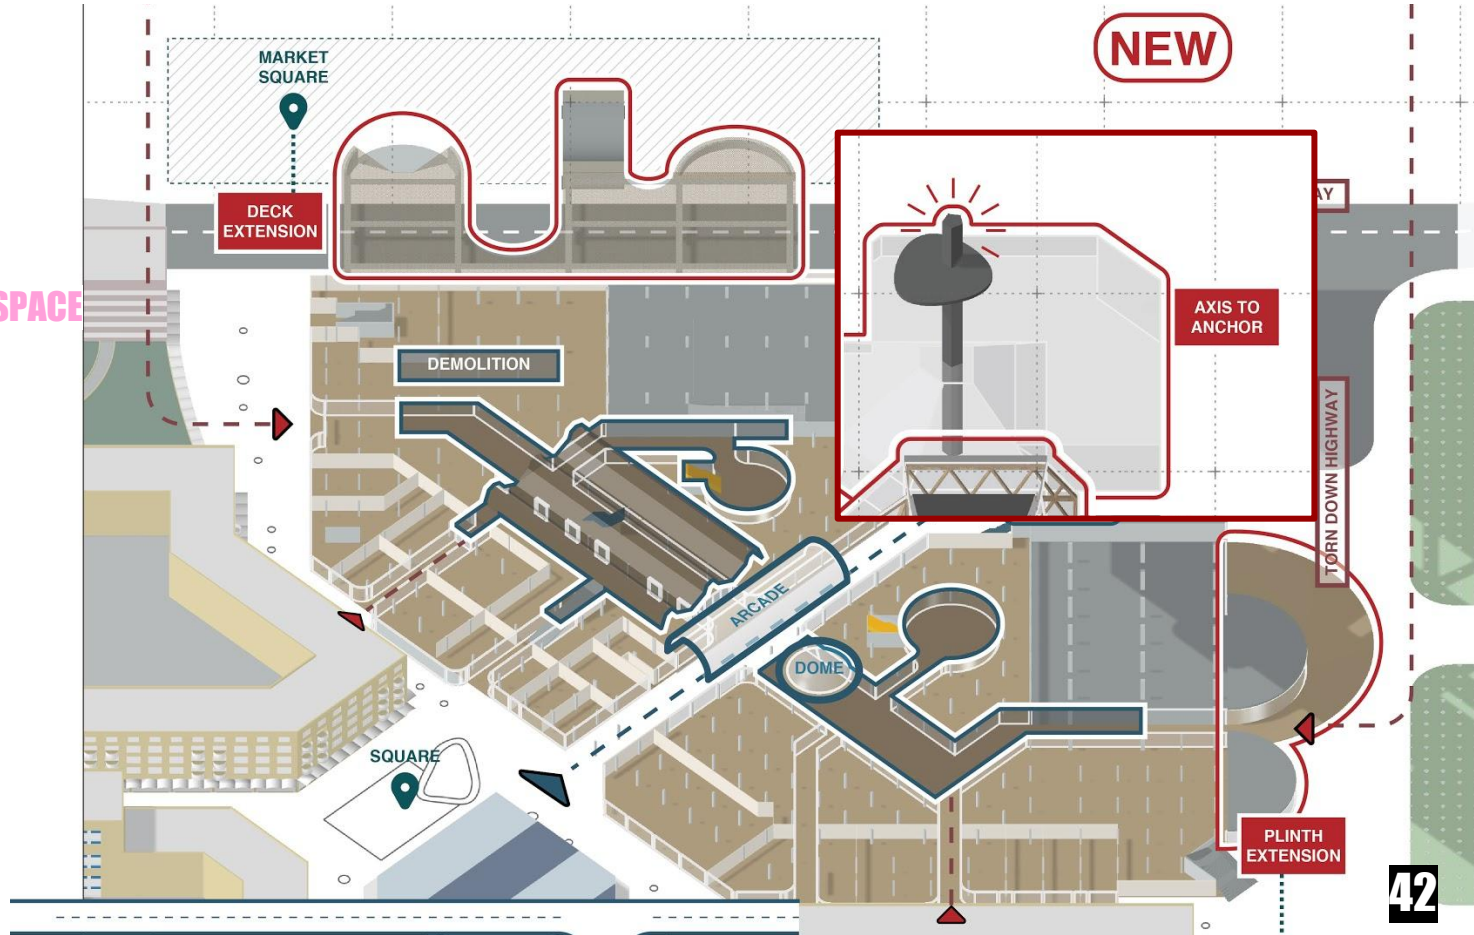 MARKET
SQUARE
NEW
DECK
EXTENSION
AY
SPACE
AXIS TO
ANCHOR
DEMOLITION
TORN DOWN HIGHWAY
ARCADE
DOME
SQUARE
PLINTH
EXTENSION
42